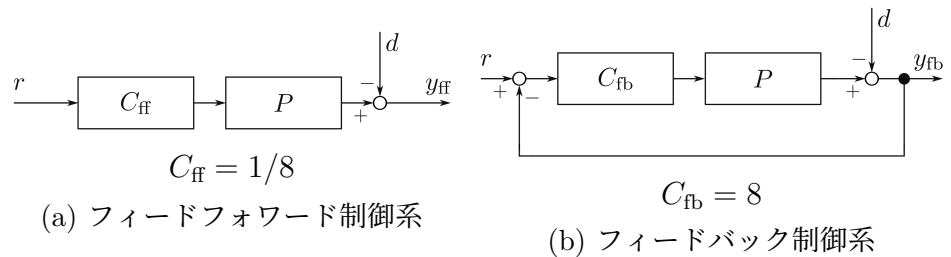 r
C_ff
P
d
−
+
y_ff
C_ff = 1/8
(a) フィードフォワード制御系
r
+
−
C_fb
P
d
−
+
y_fb
C_fb = 8
(b) フィードバック制御系